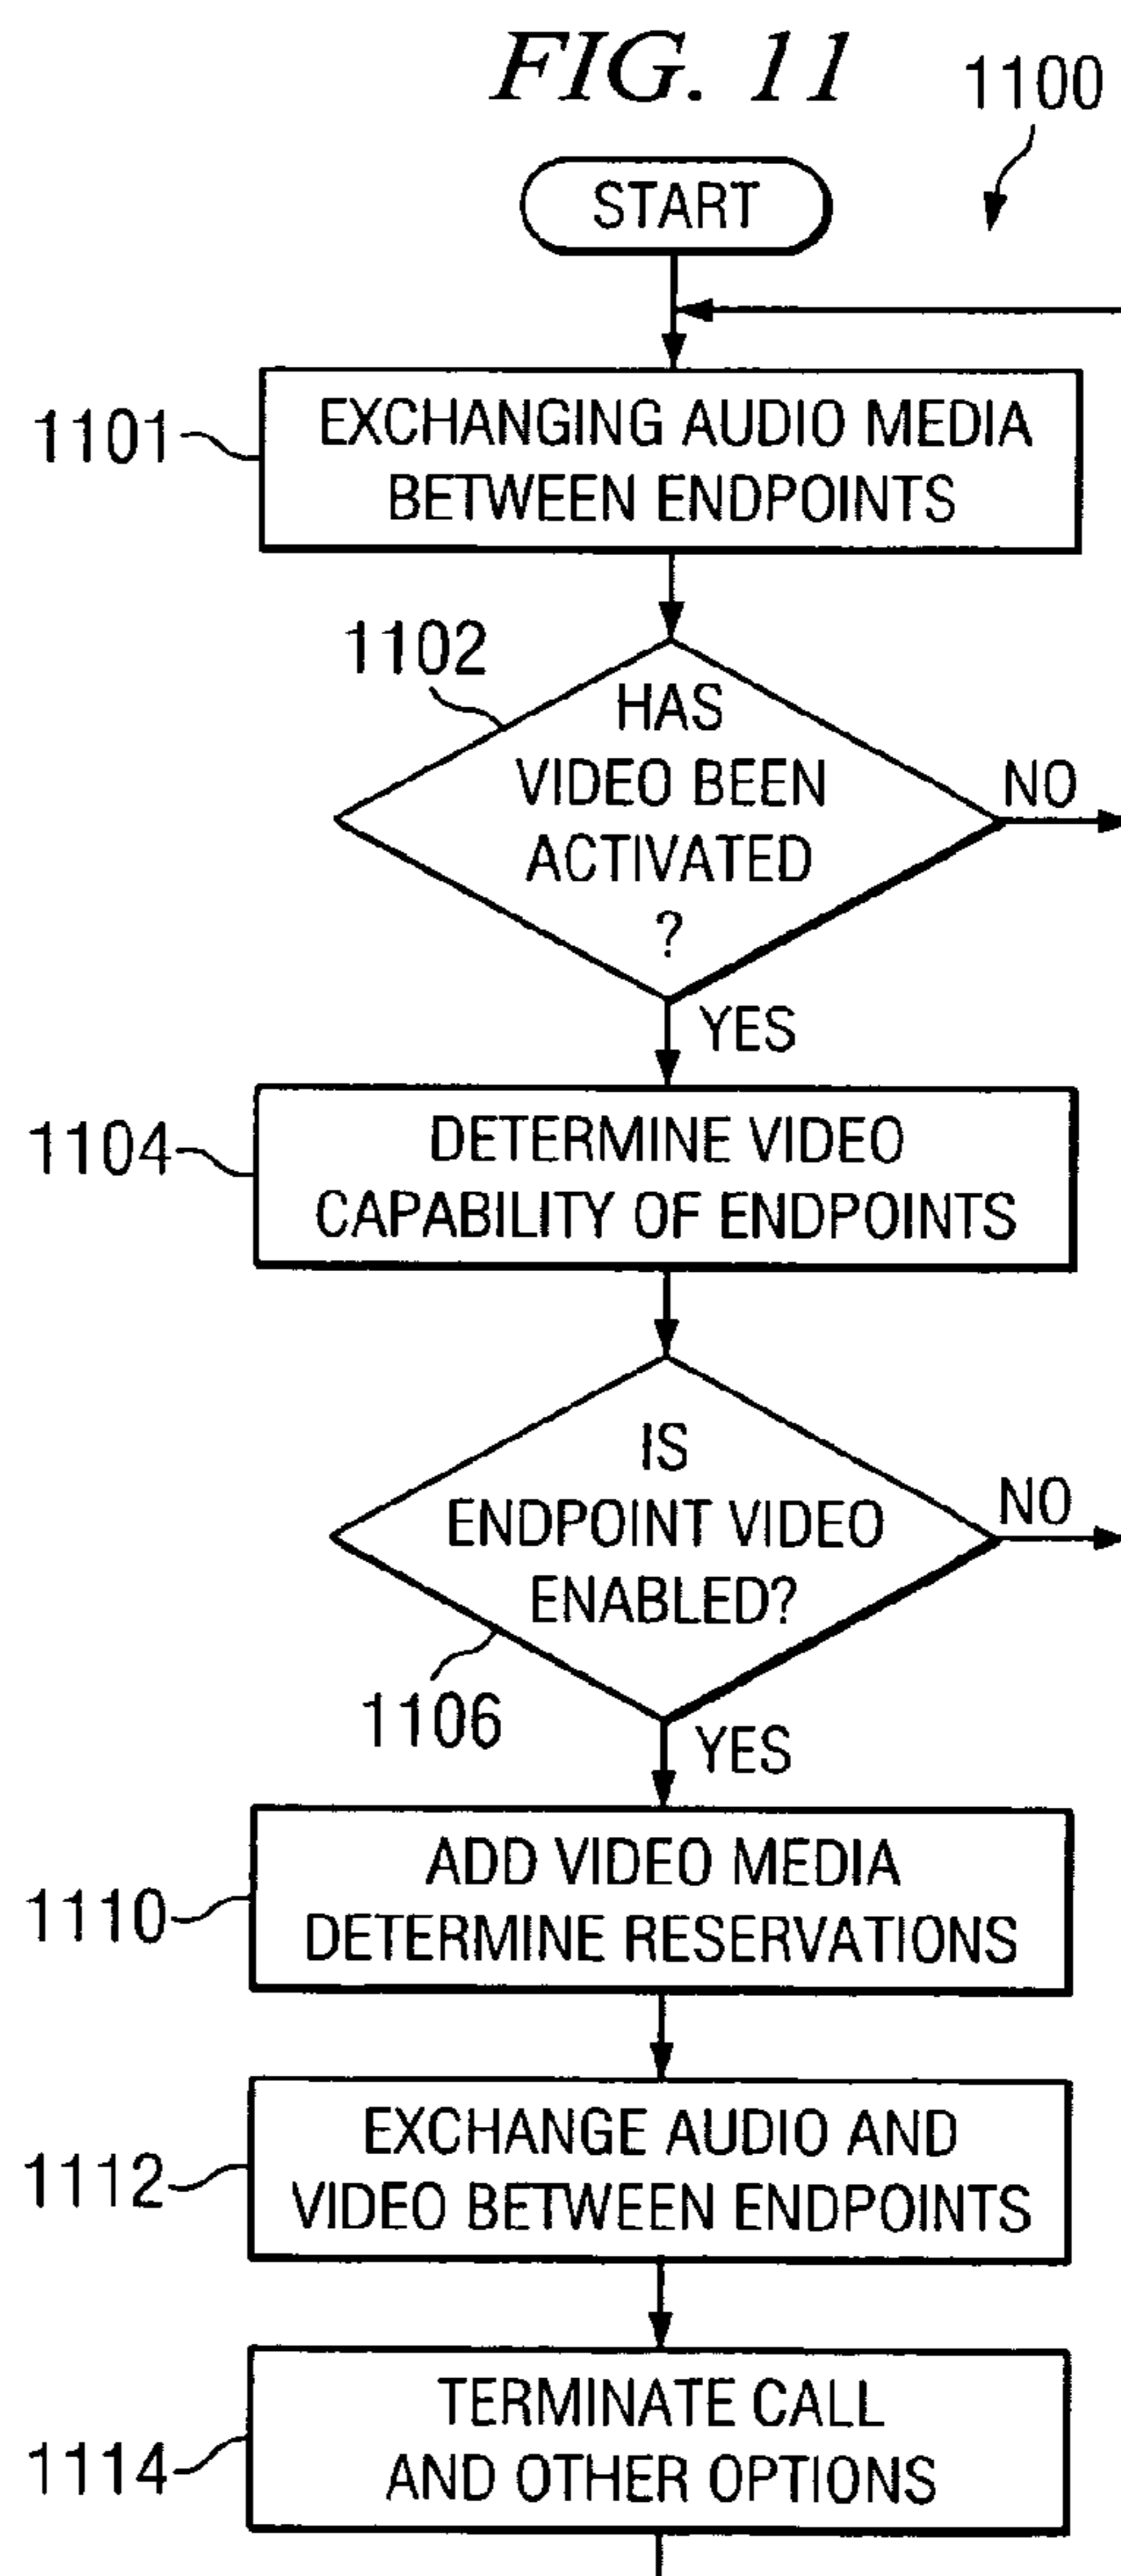 FIG. 11
1100
START
1101
EXCHANGING AUDIO MEDIA
BETWEEN ENDPOINTS
1102
HAS
VIDEO BEEN
ACTIVATED
?
NO
YES
1104
DETERMINE VIDEO
CAPABILITY OF ENDPOINTS
IS
ENDPOINT VIDEO
ENABLED?
NO
1106
YES
1110
ADD VIDEO MEDIA
DETERMINE RESERVATIONS
1112
EXCHANGE AUDIO AND
VIDEO BETWEEN ENDPOINTS
1114
TERMINATE CALL
AND OTHER OPTIONS